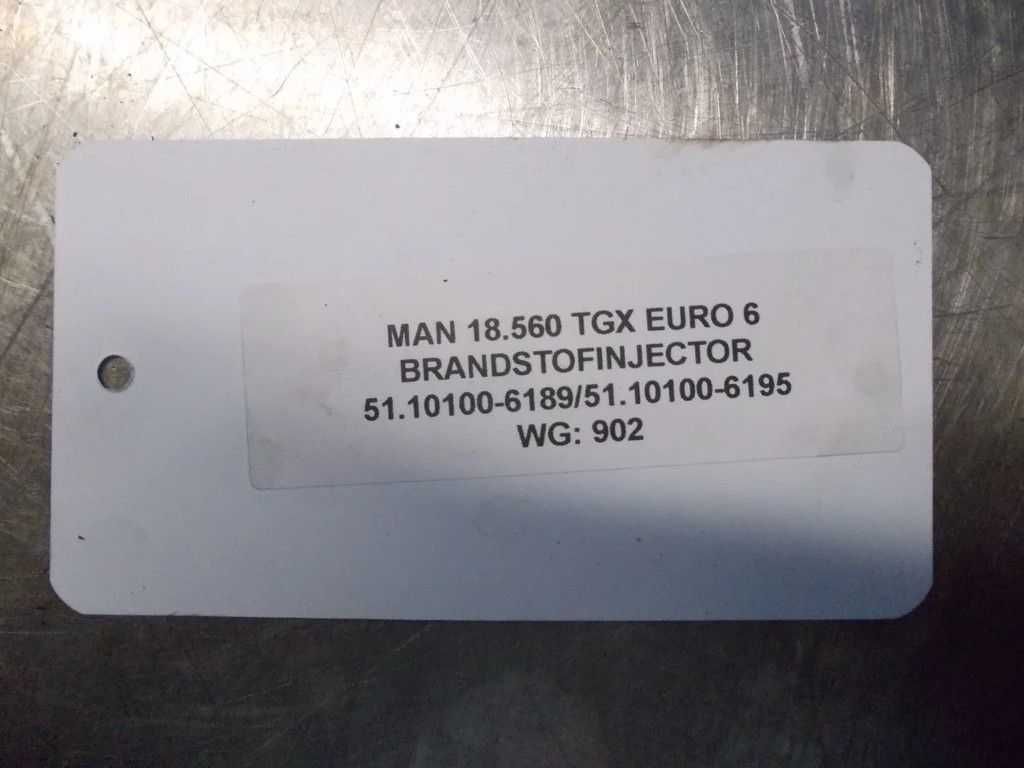 MAN 18.560 TGX EURO 6
BRANDSTOFINJECTOR
51.10100-6189/51.10100-6195
WG: 902